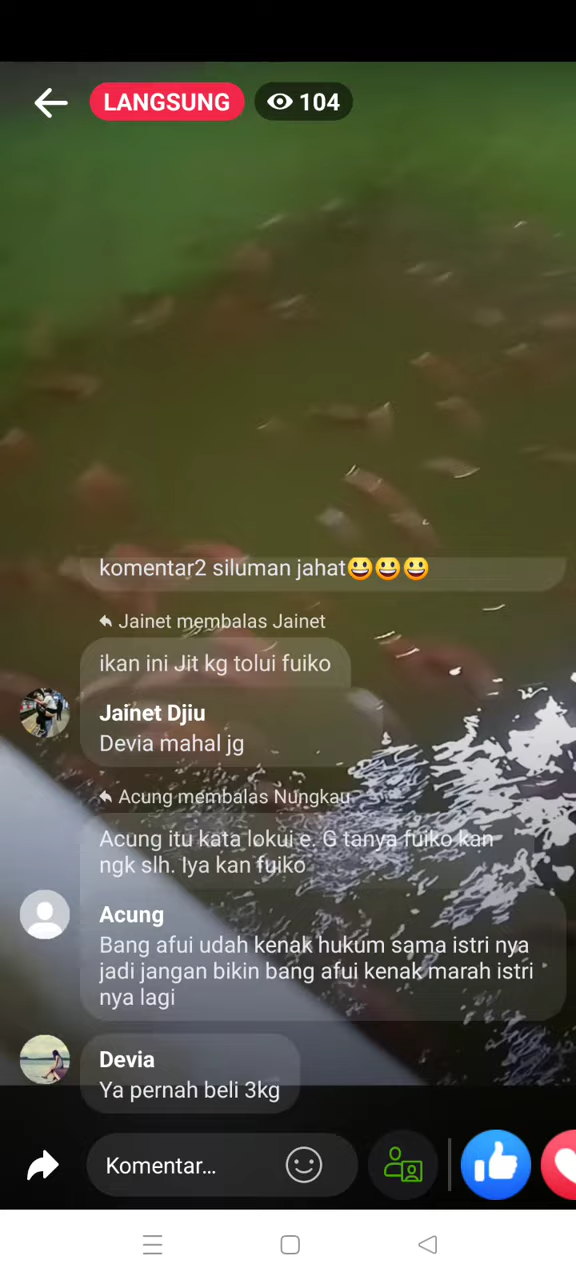 LANGSUNG
104
komentar2 siluman jahat😀😀😀
Jainet membalas Jainet
ikan ini Jit kg tolui fuiko
Jainet Djiu
Devia mahal jg
Acung membalas Nungkau
Acung itu kata lokui e. G tanya fuiko kan
ngk slh. Iya kan fuiko
Acung
Bang afui udah kenak hukum sama istri nya
jadi jangan bikin bang afui kenak marah istri
nya lagi
Devia
Ya pernah beli 3kg
Komentar...